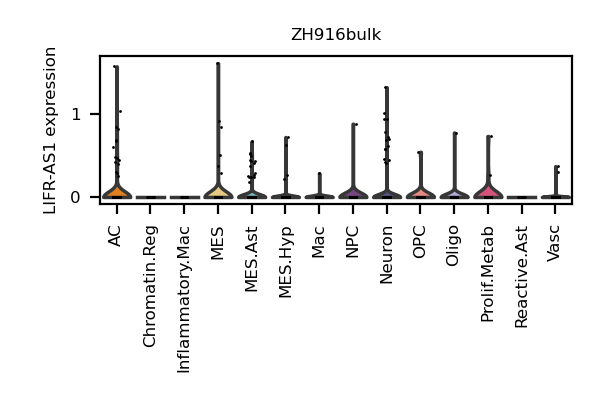 ZH916bulk
LIFR-AS1 expression
1
0
AC
Chromatin.Reg
Inflammatory.Mac
MES
MES.Ast
MES.Hyp
Mac
NPC
Neuron
OPC
Oligo
Prolif.Metab
Reactive.Ast
Vasc